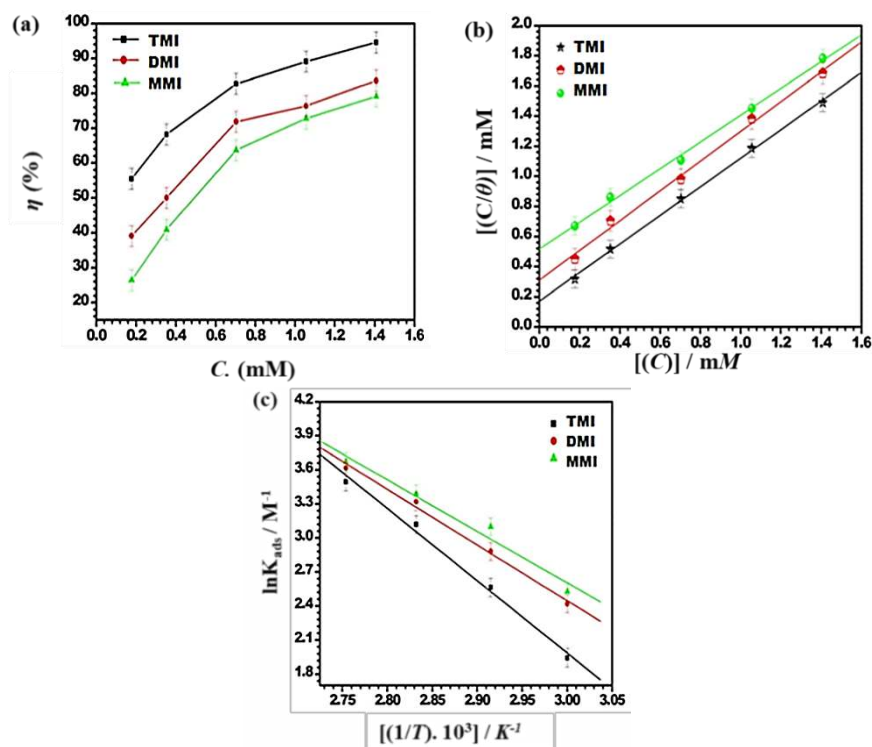 (a)
TMI
DMI
MMI
100
90
80
70
60
50
40
30
20
η (%)
0.0 0.2 0.4 0.6 0.8 1.0 1.2 1.4 1.6
C. (mM)
(b)
TMI
DMI
MMI
2.0
1.8
1.6
1.4
1.2
1.0
0.8
0.6
0.4
0.2
0.0
[(C/θ)] / mM
0.0 0.2 0.4 0.6 0.8 1.0 1.2 1.4 1.6
[(C)] / mM
(c)
TMI
DMI
MMI
4.2
3.9
3.6
3.3
3.0
2.7
2.4
2.1
1.8
lnKads / M-1
2.75 2.80 2.85 2.90 2.95 3.00 3.05
[(1/T). 10³] / K-1